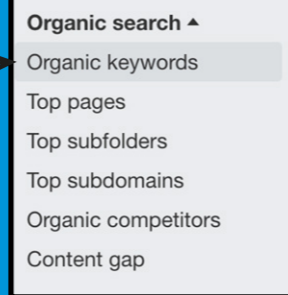 Organic search ▲
Organic keywords
Top pages
Top subfolders
Top subdomains
Organic competitors
Content gap